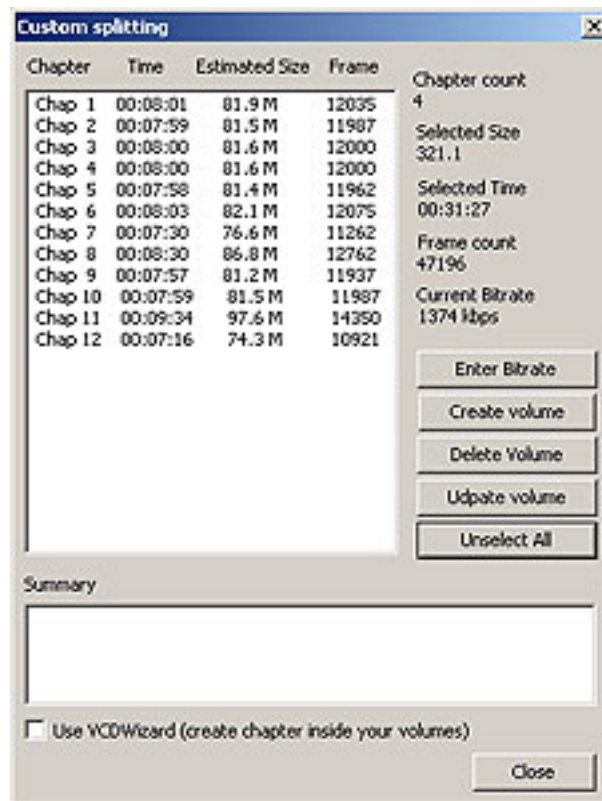 Custom splitting
Chapter Time Estimated Size Frame
Chap 1 00:08:01 81.9 M 12035
Chap 2 00:07:59 81.5 M 11987
Chap 3 00:08:00 81.6 M 12000
Chap 4 00:08:00 81.6 M 12000
Chap 5 00:07:58 81.4 M 11962
Chap 6 00:08:03 82.1 M 12075
Chap 7 00:07:30 76.6 M 11262
Chap 8 00:08:30 86.8 M 12762
Chap 9 00:07:57 81.2 M 11937
Chap 10 00:07:59 81.5 M 11987
Chap 11 00:09:34 97.6 M 14350
Chap 12 00:07:16 74.3 M 10921
Chapter count
4
Selected Size
321.1
Selected Time
00:31:27
Frame count
47196
Current Bitrate
1374 kbps
Enter Bitrate
Create volume
Delete Volume
Udpate volume
Unselect All
Summary
Use VCDWizard (create chapter inside your volumes)
Close